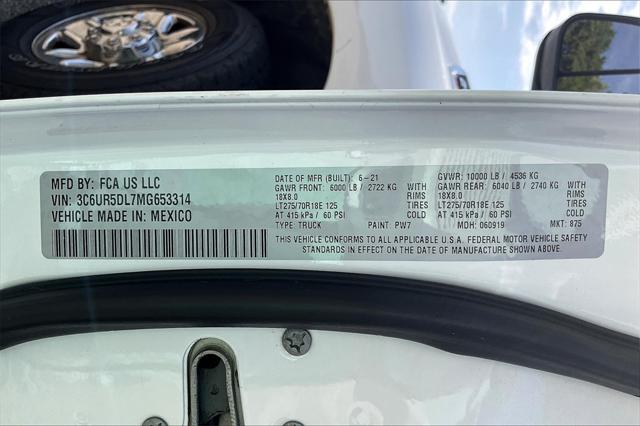 MFD BY: FCA US LLC
VIN: 3C6UR5DL7MG653314
VEHICLE MADE IN: MEXICO
DATE OF MFR (BUILT): 6-21
GAWR FRONT: 6000 LB / 2722 KG WITH
18X8.0 RIMS
LT275/70R18E 125 TIRES
AT 415 kPa / 60 PSI COLD
TYPE: TRUCK PAINT: PW7
GVWR: 10000 LB / 4536 KG
GAWR REAR: 6040 LB / 2740 KG WITH
18X8.0 RIMS
LT275/70R18E 125 TIRES
AT 415 kPa / 60 PSI COLD
MDH: 060919 MKT: 875
THIS VEHICLE CONFORMS TO ALL APPLICABLE U.S.A. FEDERAL MOTOR VEHICLE SAFETY
STANDARDS IN EFFECT ON THE DATE OF MANUFACTURE SHOWN ABOVE.